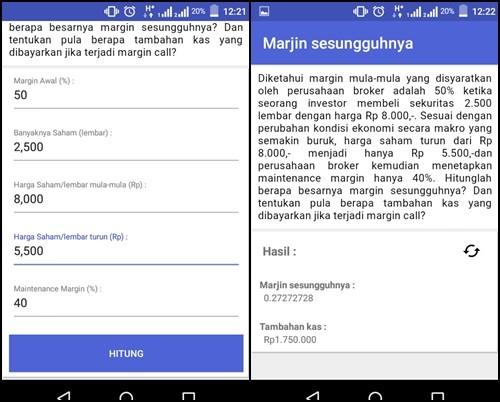 12:21
20%
berapa besarnya margin sesungguhnya? Dan
tentukan pula berapa tambahan kas yang
dibayarkan jika terjadi margin call?
Margin Awal (%) :
50
Banyaknya Saham (lembar) :
2,500
Harga Saham/lembar mula-mula (Rp) :
8,000
Harga Saham/lembar turun (Rp) :
5,500
Maintenance Margin (%) :
40
HITUNG
20%
12:22
Marjin sesungguhnya
Diketahui margin mula-mula yang disyaratkan
oleh perusahaan broker adalah 50% ketika
seorang investor membeli sekuritas 2.500
lembar dengan harga Rp 8.000,-. Sesuai dengan
perubahan kondisi ekonomi secara makro yang
semakin buruk, harga saham turun dari Rp
8.000,- menjadi hanya Rp 5.500,-dan
perusahaan broker kemudian menetapkan
maintenance margin hanya 40%. Hitunglah
berapa besarnya margin sesungguhnya? Dan
tentukan pula berapa tambahan kas yang
dibayarkan jika terjadi margin call?
Hasil :
Marjin sesungguhnya :
0.27272728
Tambahan kas :
Rp1.750.000